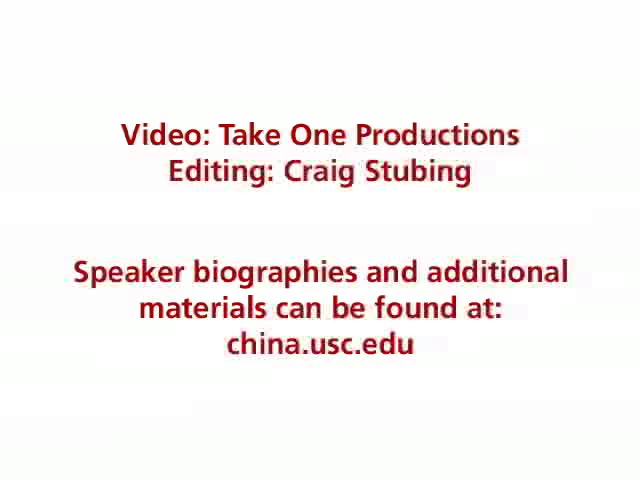 Video: Take One Productions
Editing: Craig Stubing
Speaker biographies and additional
materials can be found at:
china.usc.edu